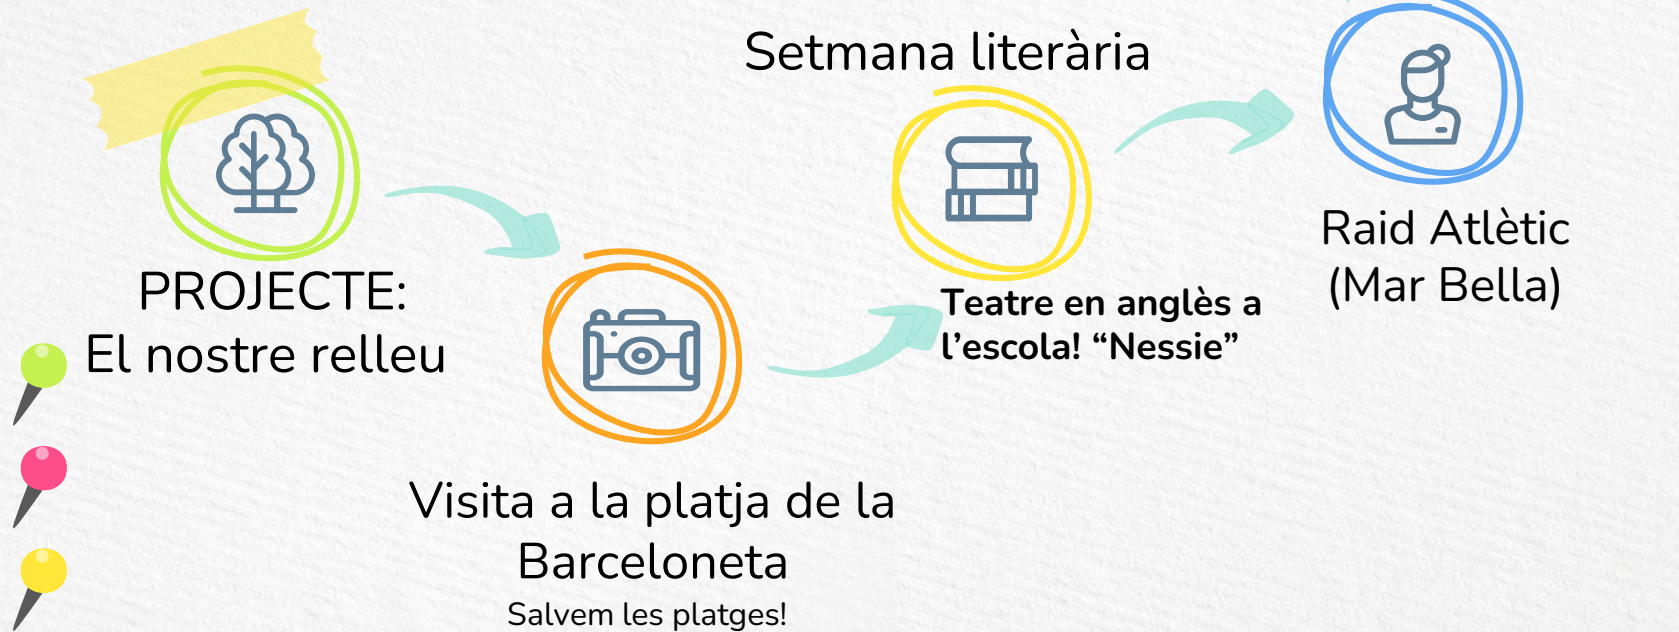 PROJECTE:
El nostre relleu
Visita a la platja de la
Barceloneta
Salvem les platges!
Setmana literària
Teatre en anglès a
l’escola! “Nessie”
Raid Atlètic
(Mar Bella)